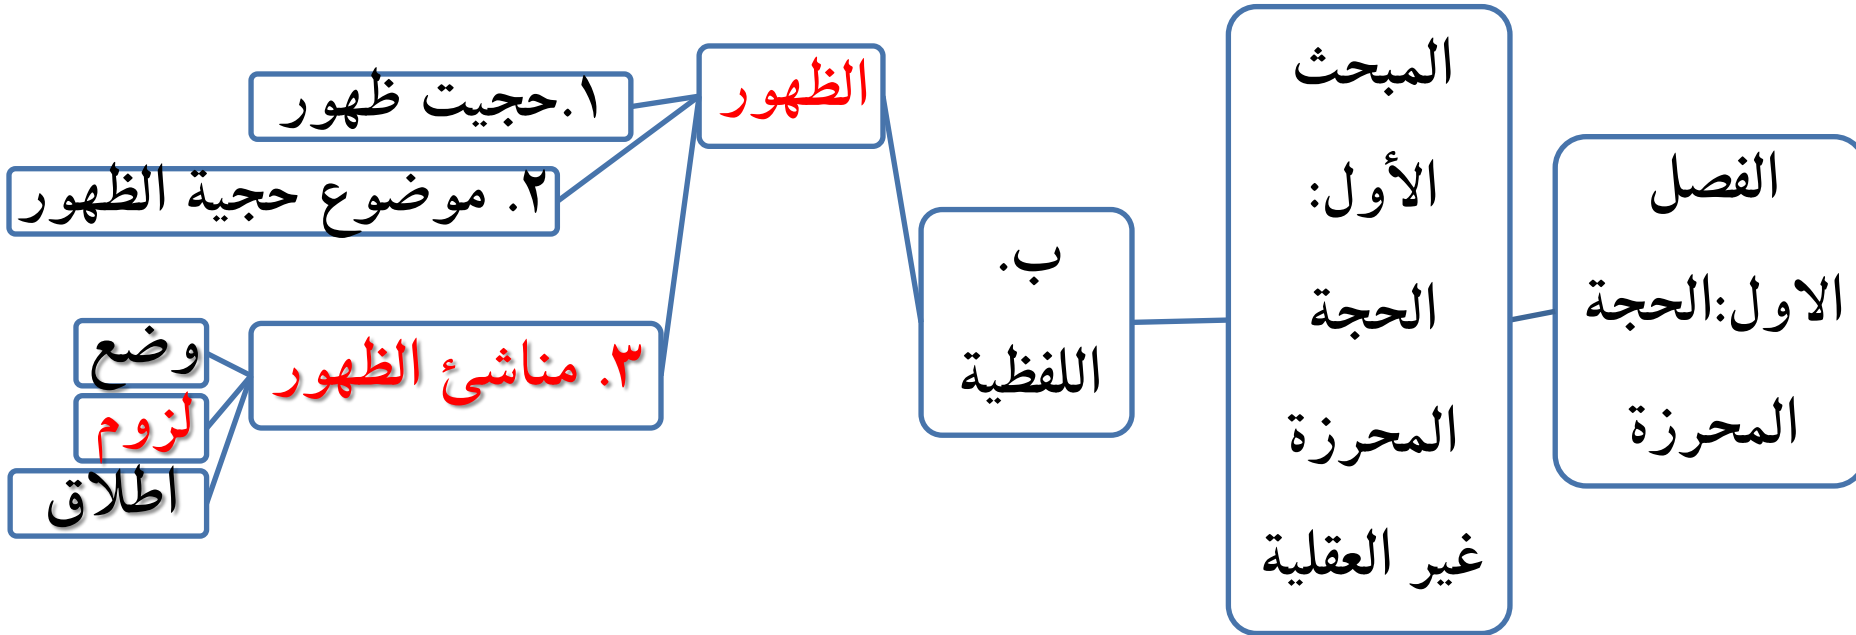 الفصل
الاول:الحجة
المحرزة
المبحث
الأول:
الحجة
المحرزة
غير العقلية
ب.
اللفظية
الظهور
١.حجيت ظهور
٢. موضوع حجية الظهور
٣. مناشئ الظهور
وضع
لزوم
اطلاق